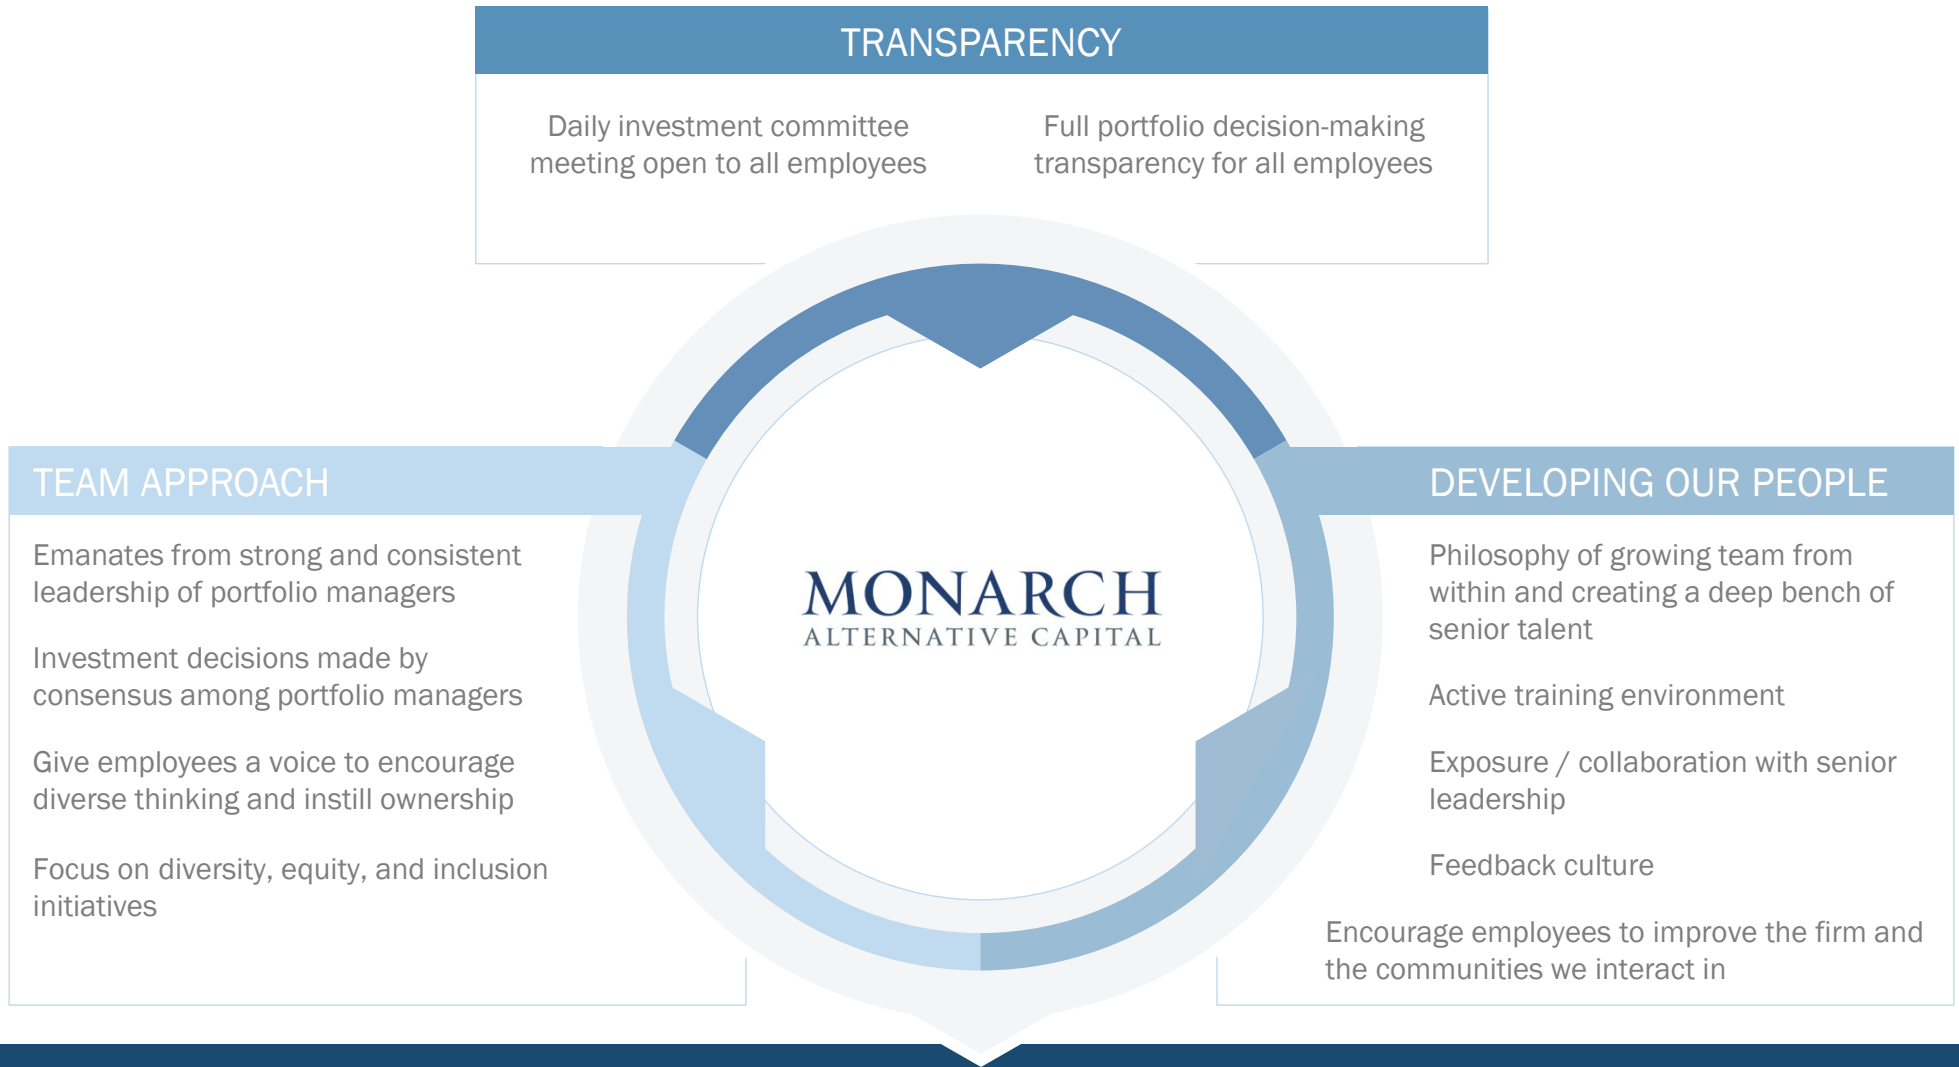 TRANSPARENCY
Daily investment committee
meeting open to all employees
Full portfolio decision-making
transparency for all employees
TEAM APPROACH
Emanates from strong and consistent
leadership of portfolio managers
Investment decisions made by
consensus among portfolio managers
Give employees a voice to encourage
diverse thinking and instill ownership
Focus on diversity, equity, and inclusion
initiatives
MONARCH
ALTERNATIVE CAPITAL
DEVELOPING OUR PEOPLE
Philosophy of growing team from
within and creating a deep bench of
senior talent
Active training environment
Exposure / collaboration with senior
leadership
Feedback culture
Encourage employees to improve the firm and
the communities we interact in